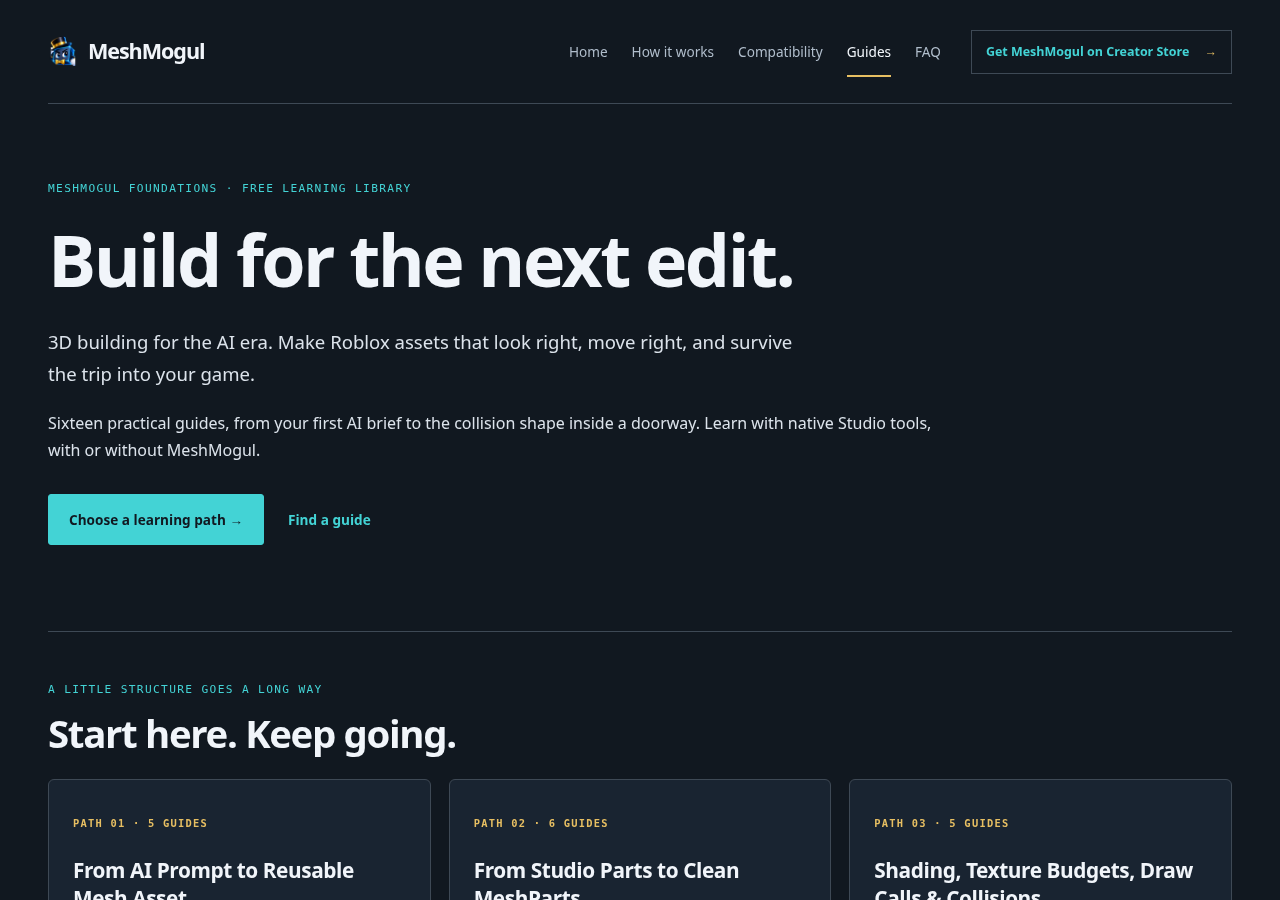 MeshMogul
Home
How it works
Compatibility
Guides
FAQ
Get MeshMogul on Creator Store →
MESHMOGUL FOUNDATIONS · FREE LEARNING LIBRARY
Build for the next edit.
3D building for the AI era. Make Roblox assets that look right, move right, and survive
the trip into your game.
Sixteen practical guides, from your first AI brief to the collision shape inside a doorway. Learn with native Studio tools,
with or without MeshMogul.
Choose a learning path →
Find a guide
A LITTLE STRUCTURE GOES A LONG WAY
Start here. Keep going.
PATH 01 · 5 GUIDES
From AI Prompt to Reusable
Mesh Asset
PATH 02 · 6 GUIDES
From Studio Parts to Clean
MeshParts
PATH 03 · 5 GUIDES
Shading, Texture Budgets, Draw
Calls & Collisions